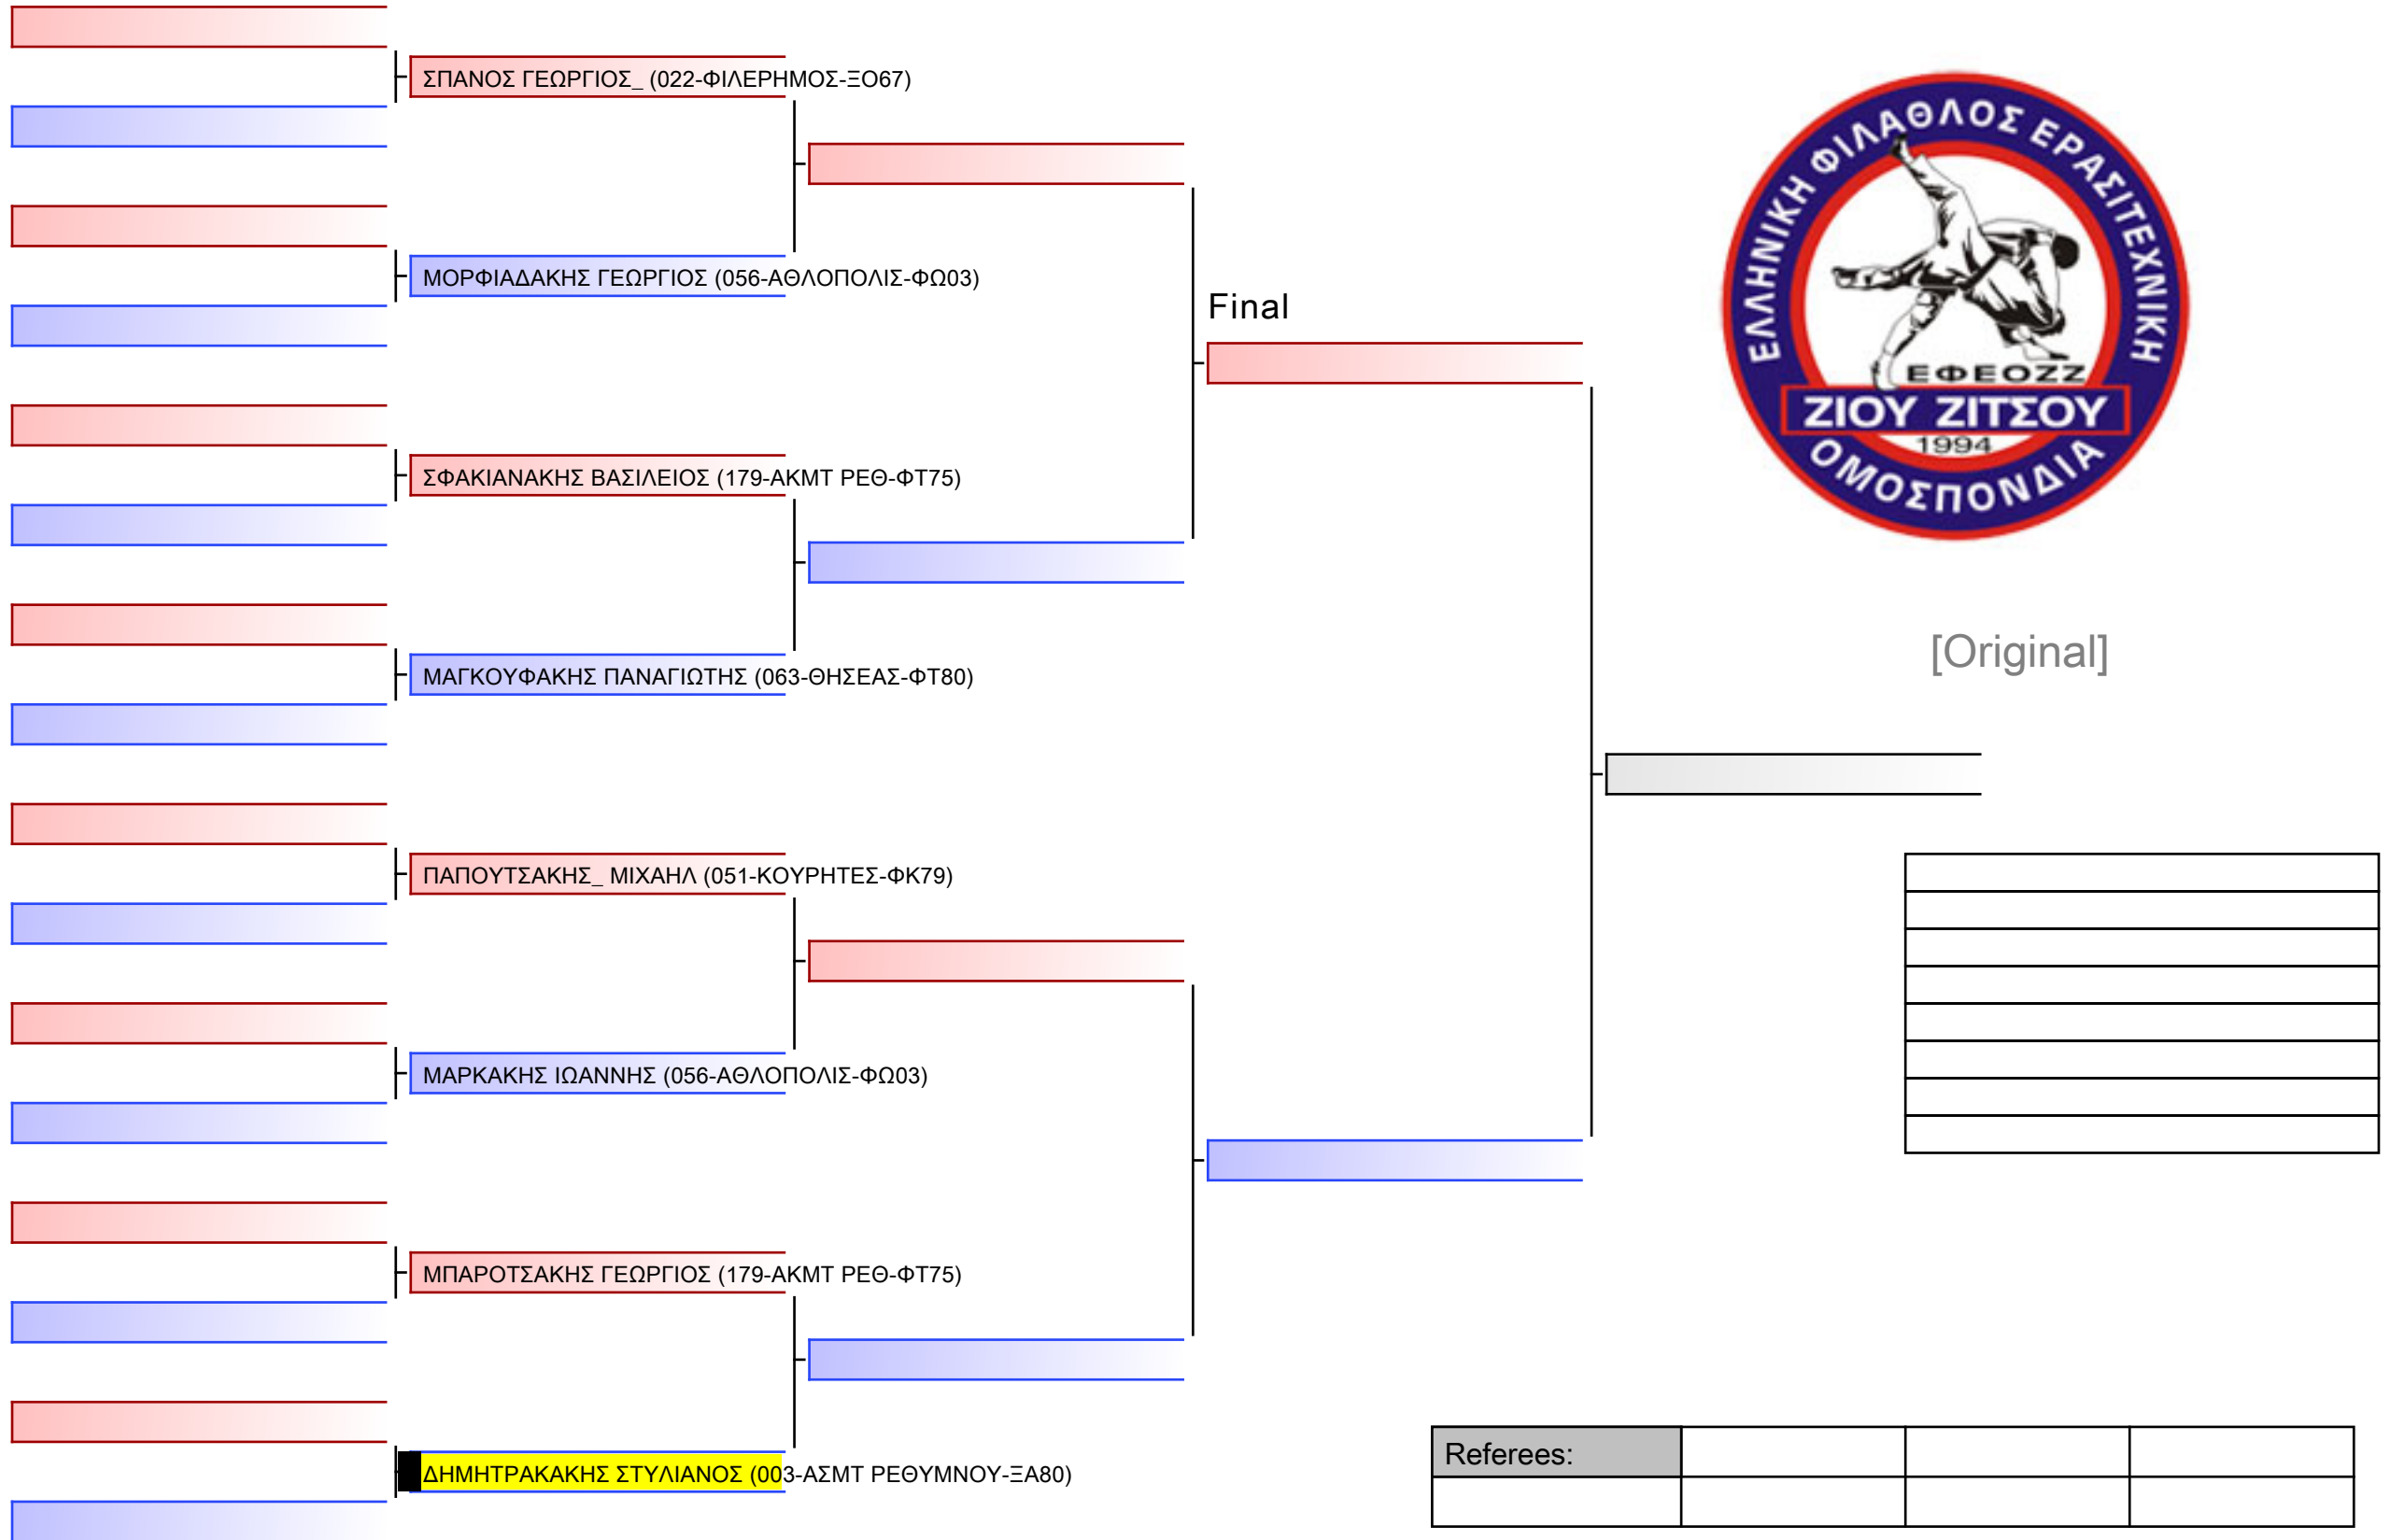 ΣΠΑΝΟΣ ΓΕΩΡΓΙΟΣ_ (022-ΦΙΛΕΡΗΜΟΣ-ΞΟ67)
ΜΟΡΦΙΑΔΑΚΗΣ ΓΕΩΡΓΙΟΣ (056-ΑΘΛΟΠΟΛΙΣ-ΦΩ03)
ΣΦΑΚΙΑΝΑΚΗΣ ΒΑΣΙΛΕΙΟΣ (179-ΑΚΜΤ ΡΕΘ-ΦΤ75)
ΜΑΓΚΟΥΦΑΚΗΣ ΠΑΝΑΓΙΩΤΗΣ (063-ΘΗΣΕΑΣ-ΦΤ80)
ΠΑΠΟΥΤΣΑΚΗΣ_ ΜΙΧΑΗΛ (051-ΚΟΥΡΗΤΕΣ-ΦΚ79)
ΜΑΡΚΑΚΗΣ ΙΩΑΝΝΗΣ (056-ΑΘΛΟΠΟΛΙΣ-ΦΩ03)
ΜΠΑΡΟΤΣΑΚΗΣ ΓΕΩΡΓΙΟΣ (179-ΑΚΜΤ ΡΕΘ-ΦΤ75)
ΔΗΜΗΤΡΑΚΑΚΗΣ ΣΤΥΛΙΑΝΟΣ (003-ΑΣΜΤ ΡΕΘΥΜΝΟΥ-ΞΑ80)
Final
ΕΛΛΗΝΙΚΗ ΦΙΛΑΘΛΟΣ ΕΡΑΣΙΤΕΧΝΙΚΗ
ΕΦΕΟΖΖ
ΖΙΟΥ ΖΙΤΣΟΥ
1994
ΟΜΟΣΠΟΝΔΙΑ
[Original]
Referees: